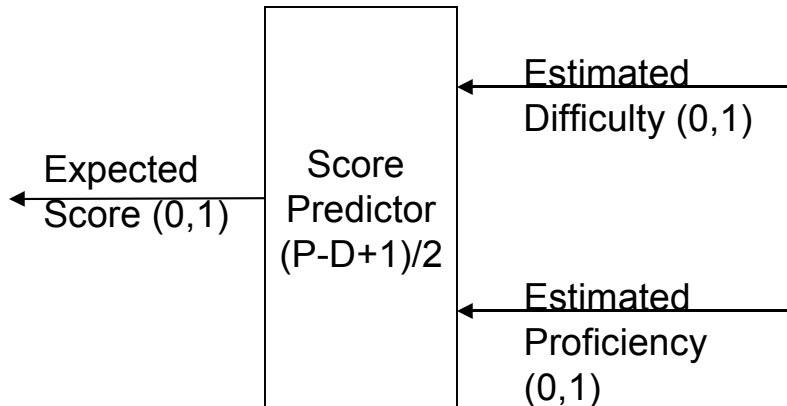 Expected
Score (0,1)
Score
Predictor
(P-D+1)/2
Estimated
Difficulty (0,1)
Estimated
Proficiency
(0,1)